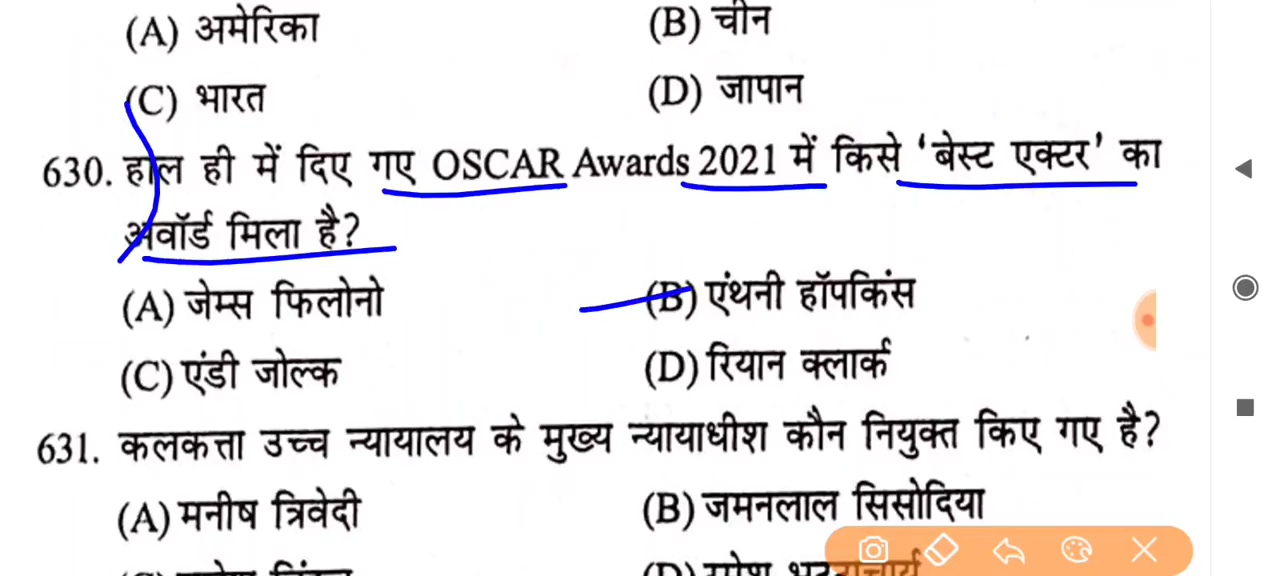 (A) अमेरिका (B) चीन
(C) भारत (D) जापान
630. हाल ही में दिए गए OSCAR Awards 2021 में किसे ‘बेस्ट एक्टर’ का
अवॉर्ड मिला है?
(A) जेम्स फिलोनो (B) एंथनी हॉपकिंस
(C) एंडी जोल्क (D) रियान क्लार्क
631. कलकत्ता उच्च न्यायालय के मुख्य न्यायाधीश कौन नियुक्त किए गए है?
(A) मनीष त्रिवेदी (B) जमनलाल सिसोदिया